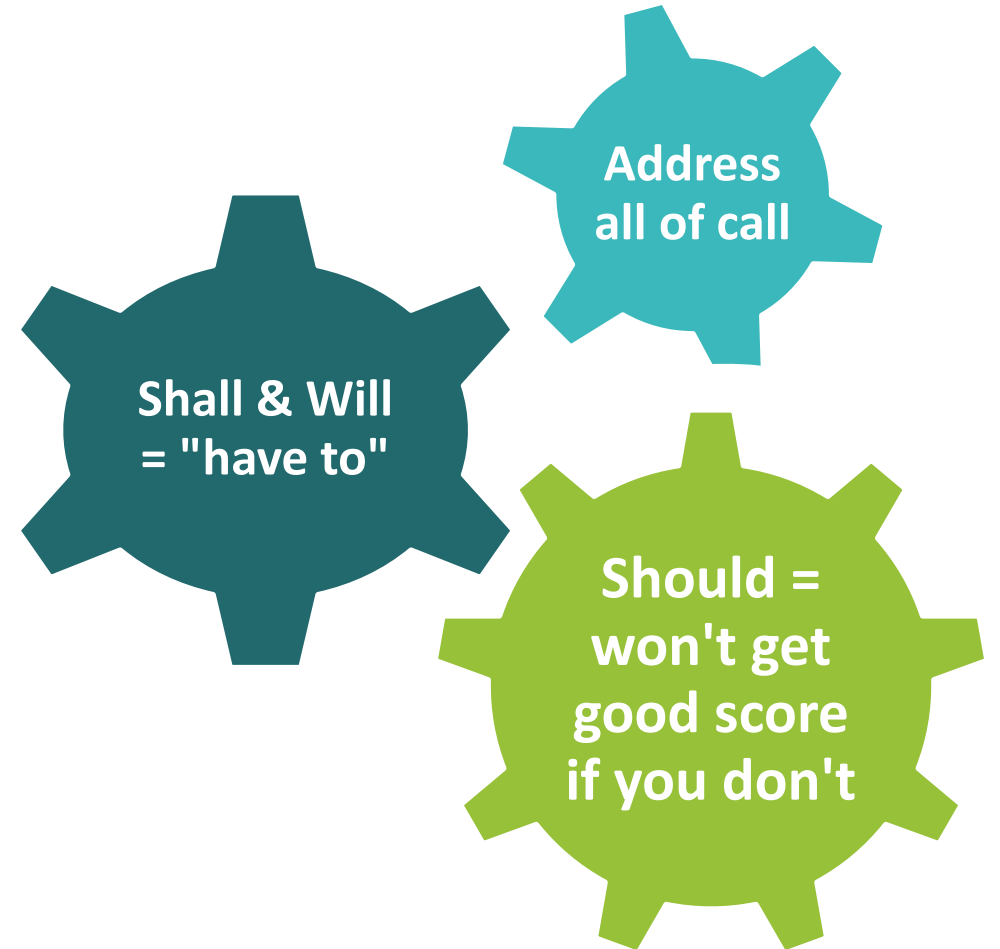 Address
all of call
Shall & Will
= "have to"
Should =
won't get
good score
if you don't